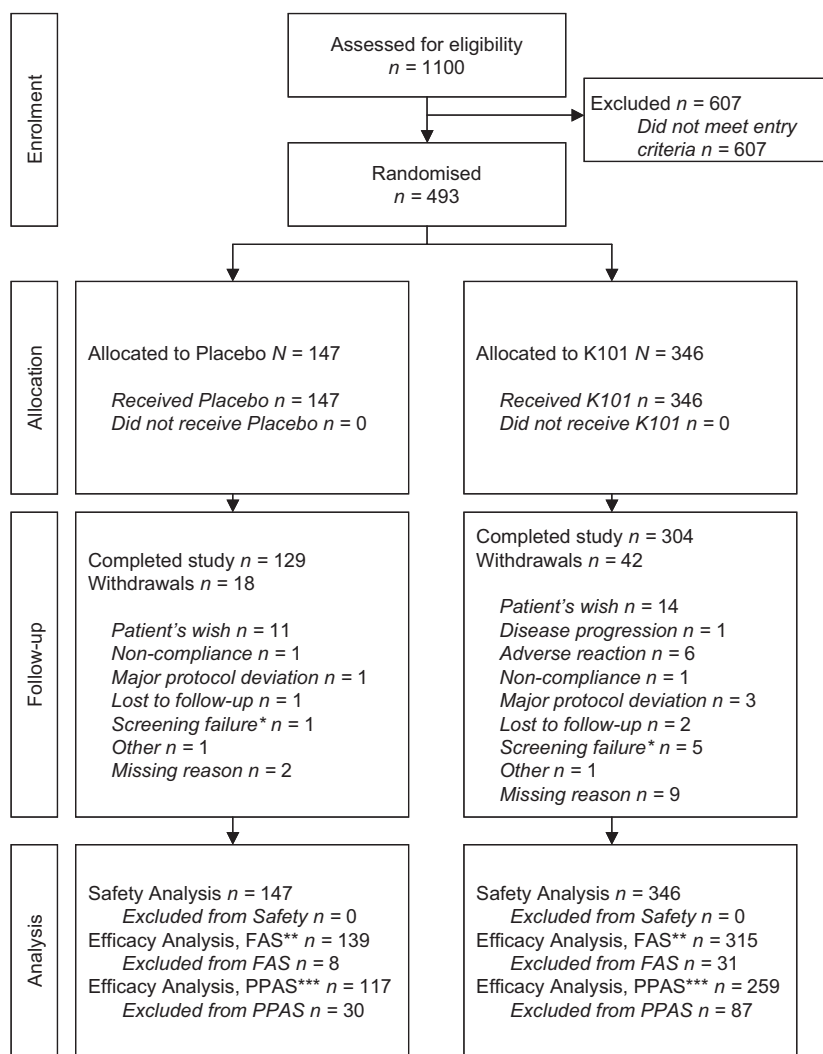 Enrolment
Assessed for eligibility
n = 1100
Excluded n = 607
Did not meet entry
criteria n = 607
Randomised
n = 493
Allocation
Allocated to Placebo N = 147
Received Placebo n = 147
Did not receive Placebo n = 0
Allocated to K101 N = 346
Received K101 n = 346
Did not receive K101 n = 0
Follow-up
Completed study n = 129
Withdrawals n = 18
Patient's wish n = 11
Non-compliance n = 1
Major protocol deviation n = 1
Lost to follow-up n = 1
Screening failure* n = 1
Other n = 1
Missing reason n = 2
Completed study n = 304
Withdrawals n = 42
Patient's wish n = 14
Disease progression n = 1
Adverse reaction n = 6
Non-compliance n = 1
Major protocol deviation n = 3
Lost to follow-up n = 2
Screening failure* n = 5
Other n = 1
Missing reason n = 9
Analysis
Safety Analysis n = 147
Excluded from Safety n = 0
Efficacy Analysis, FAS** n = 139
Excluded from FAS n = 8
Efficacy Analysis, PPAS*** n = 117
Excluded from PPAS n = 30
Safety Analysis n = 346
Excluded from Safety n = 0
Efficacy Analysis, FAS** n = 315
Excluded from FAS n = 31
Efficacy Analysis, PPAS*** n = 259
Excluded from PPAS n = 87